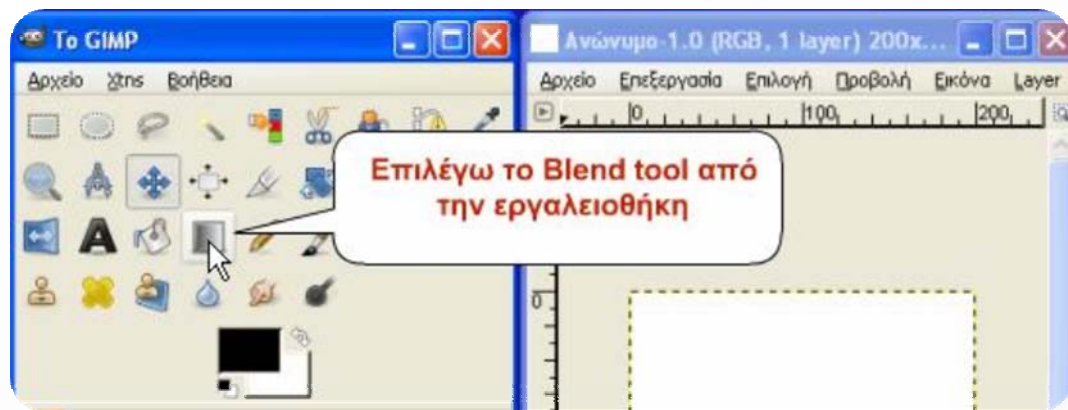 Το GIMP
Αρχείο Xtns Βοήθεια
Επιλέγω το Blend tool από
την εργαλειοθήκη
Ανώνυμο-1.0 (RGB, 1 layer) 200x...
Αρχείο Επεξεργασία Επιλογή Προβολή Εικόνα Layer
0 100 200
0